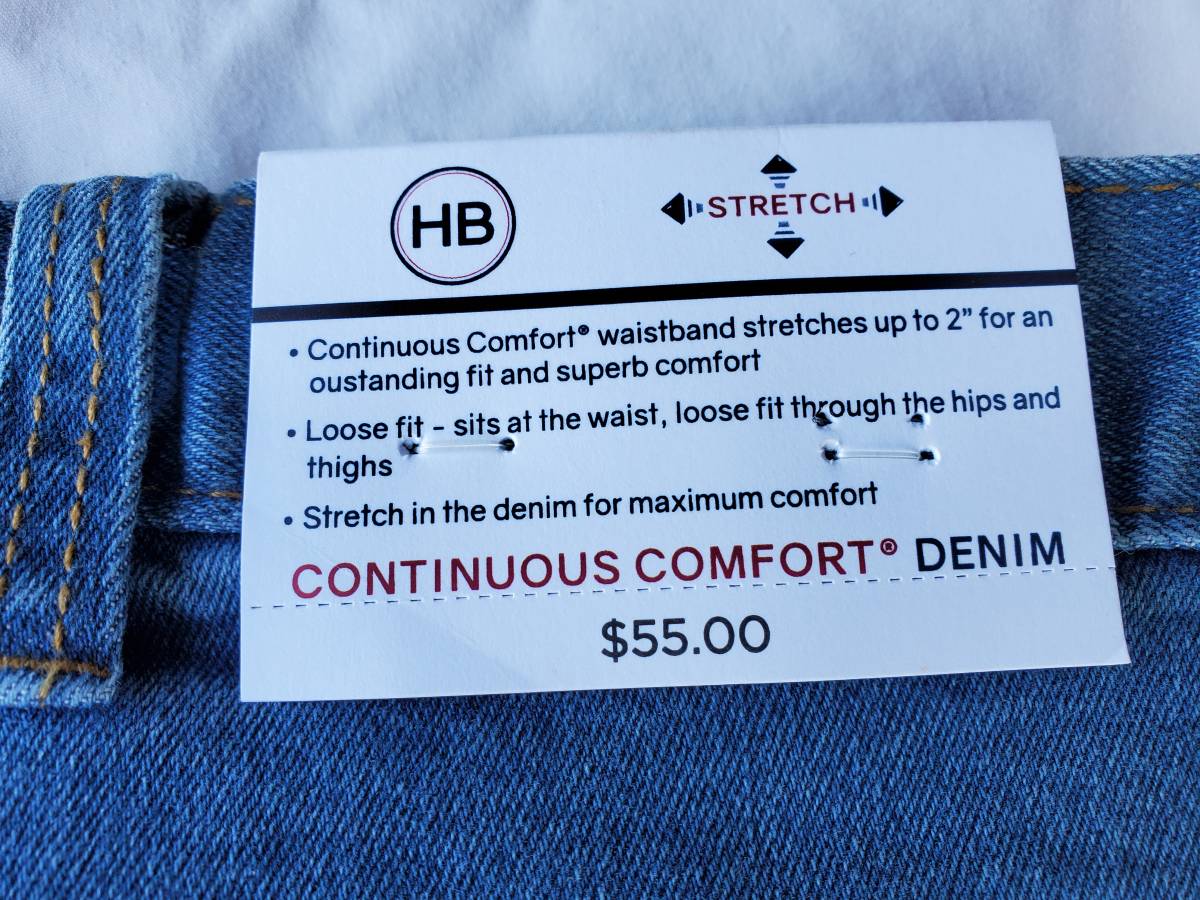 HB
STRETCH
• Continuous Comfort® waistband stretches up to 2” for an
oustanding fit and superb comfort
• Loose fit - sits at the waist, loose fit through the hips and
thighs
• Stretch in the denim for maximum comfort
CONTINUOUS COMFORT® DENIM
$55.00